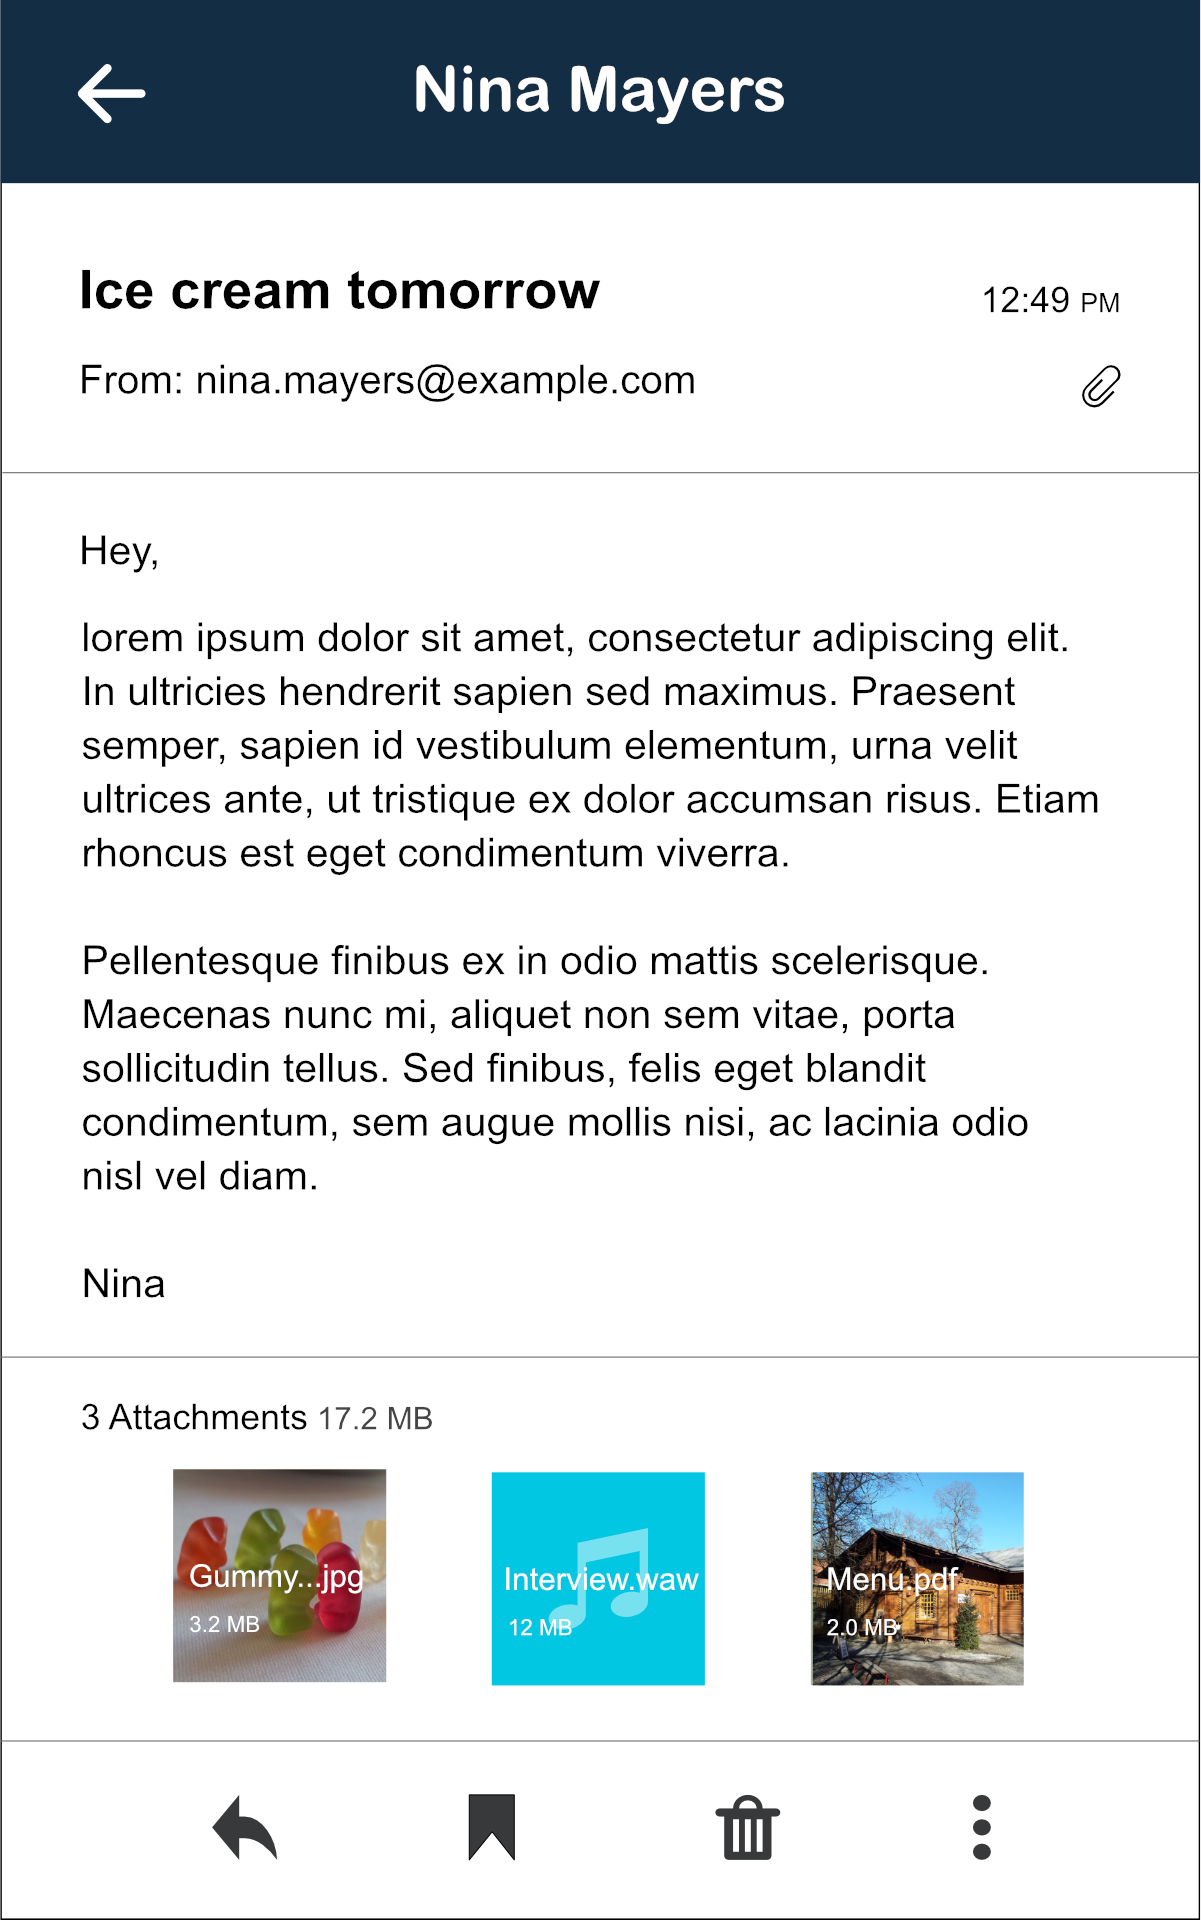 Nina Mayers
Ice cream tomorrow
12:49 PM
From: nina.mayers@example.com
Hey,
lorem ipsum dolor sit amet, consectetur adipiscing elit.
In ultricies hendrerit sapien sed maximus. Praesent
semper, sapien id vestibulum elementum, urna velit
ultrices ante, ut tristique ex dolor accumsan risus. Etiam
rhoncus est eget condimentum viverra.
Pellentesque finibus ex in odio mattis scelerisque.
Maecenas nunc mi, aliquet non sem vitae, porta
sollicitudin tellus. Sed finibus, felis eget blandit
condimentum, sem augue mollis nisi, ac lacinia odio
nisl vel diam.
Nina
3 Attachments 17.2 MB
Gummy...jpg
3.2 MB
Interview.waw
12 MB
Menu.pdf
2.0 MB